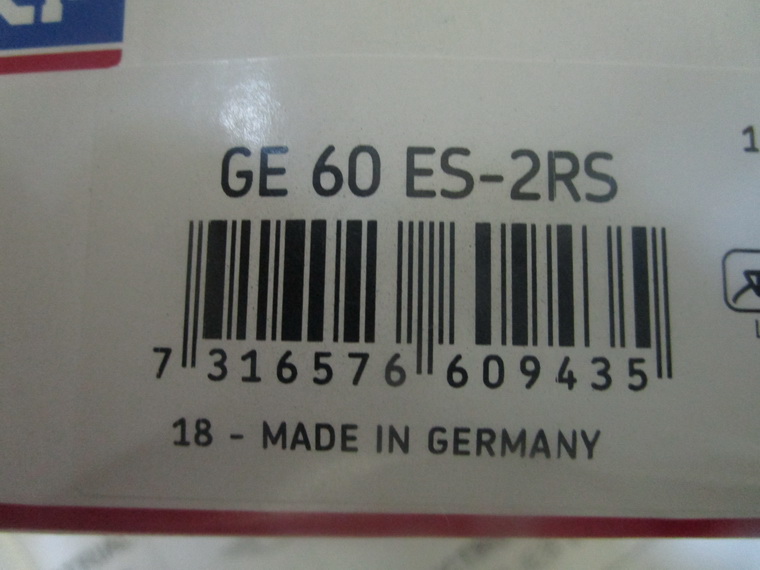 GE 60 ES-2RS
7 316576 609435
18 - MADE IN GERMANY